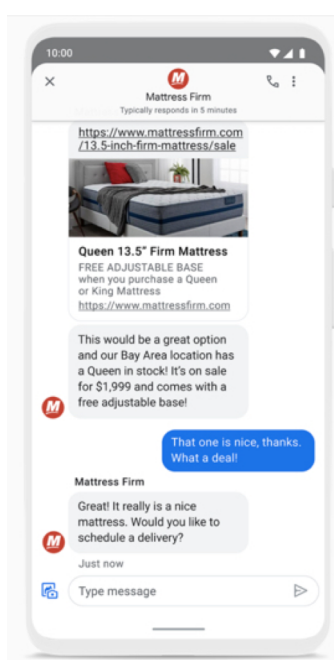 10:00
M
Mattress Firm
Typically responds in 5 minutes
https://www.mattressfirm.com
/13.5-inch-firm-mattress/sale
Queen 13.5" Firm Mattress
FREE ADJUSTABLE BASE
when you purchase a Queen
or King Mattress
https://www.mattressfirm.com
This would be a great option
and our Bay Area location has
a Queen in stock! It's on sale
for $1,999 and comes with a
free adjustable base!
M
That one is nice, thanks.
What a deal!
Mattress Firm
Great! It really is a nice
mattress. Would you like to
schedule a delivery?
M
Just now
Type message